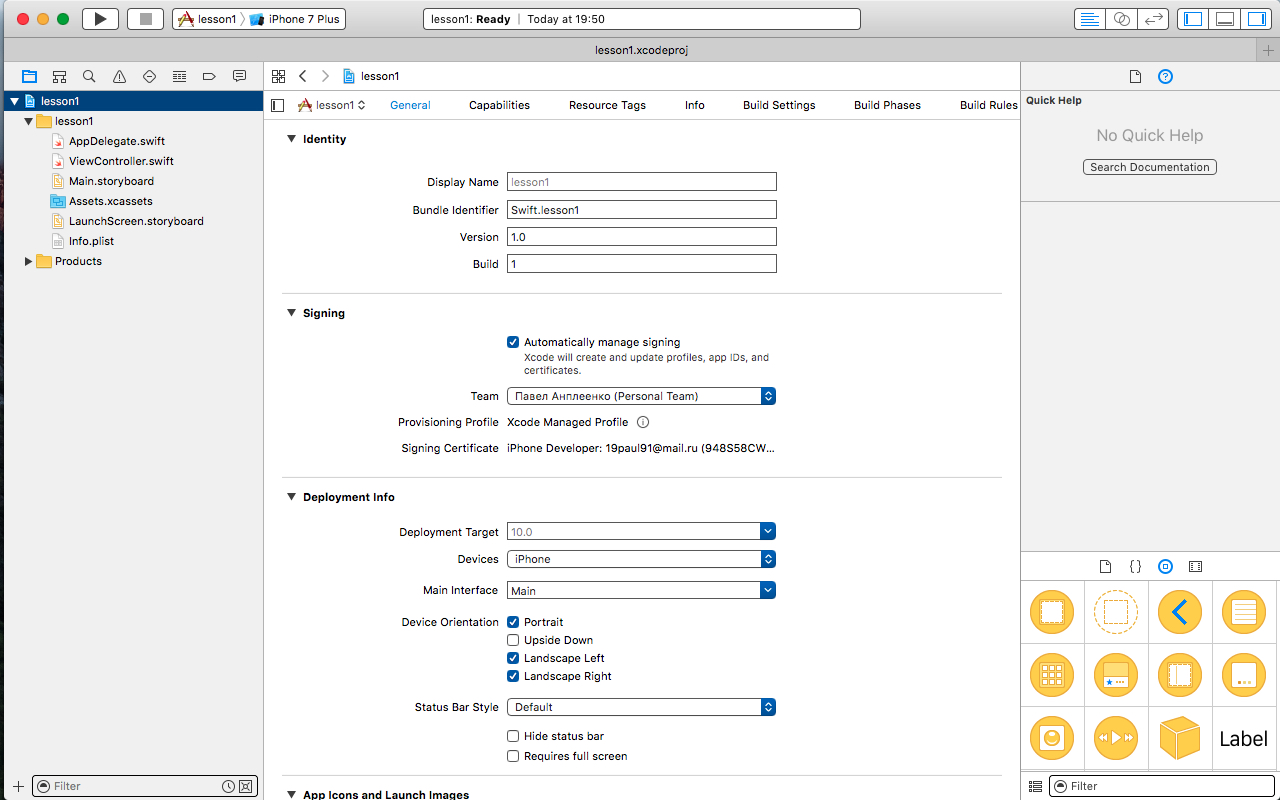 lesson1 iPhone 7 Plus lesson1: Ready Today at 19:50
lesson1.xcodeproj
lesson1
lesson1
AppDelegate.swift
ViewController.swift
Main.storyboard
Assets.xcassets
LaunchScreen.storyboard
Info.plist
Products
Filter
lesson1
lesson1 General Capabilities Resource Tags Info Build Settings Build Phases Build Rules
Identity
Display Name lesson1
Bundle Identifier Swift.lesson1
Version 1.0
Build 1
Signing
Automatically manage signing
Xcode will create and update profiles, app IDs, and
certificates.
Team Павел Анплеенко (Personal Team)
Provisioning Profile Xcode Managed Profile
Signing Certificate iPhone Developer: 19paul91@mail.ru (948S58CW...
Deployment Info
Deployment Target 10.0
Devices iPhone
Main Interface Main
Device Orientation Portrait
Upside Down
Landscape Left
Landscape Right
Status Bar Style Default
Hide status bar
Requires full screen
App Icons and Launch Images
Quick Help
No Quick Help
Search Documentation
{}
Label
Filter